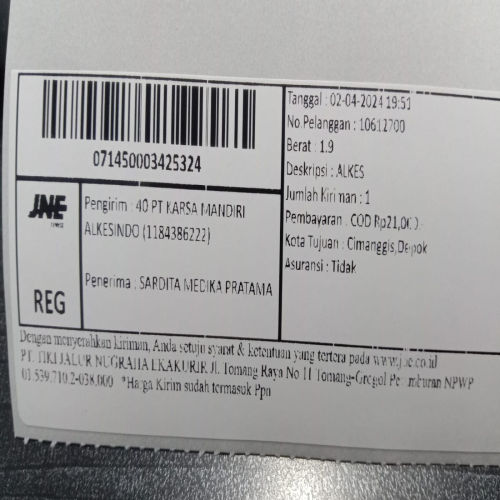 071450003425324
Tanggal : 02-04-2024 19:51
No.Pelanggan : 10612700
Berat : 1.9
Deskripsi : ALKES
Jumlah Kiriman : 1
Pembayaran : COD Rp21,000,-
Kota Tujuan : Cimanggis,Depok
Asuransi : Tidak
JNE
EXPRESS
REG
Pengirim : 40 PT KARSA MANDIRI
ALKESINDO (1184386222)
Penerima : SARDITA MEDIKA PRATAMA
Dengan menyerahkan kiriman, Anda setuju syarat & ketentuan yang tertera pada www.jne.co.id
PT. TIKI JALUR NUGRAHA EKAKURIR Jl. Tomang Raya No 11 Tomang-Grogol Petamburan NPWP
01.539.710.2-038.000 *Harga Kirim sudah termasuk Ppn